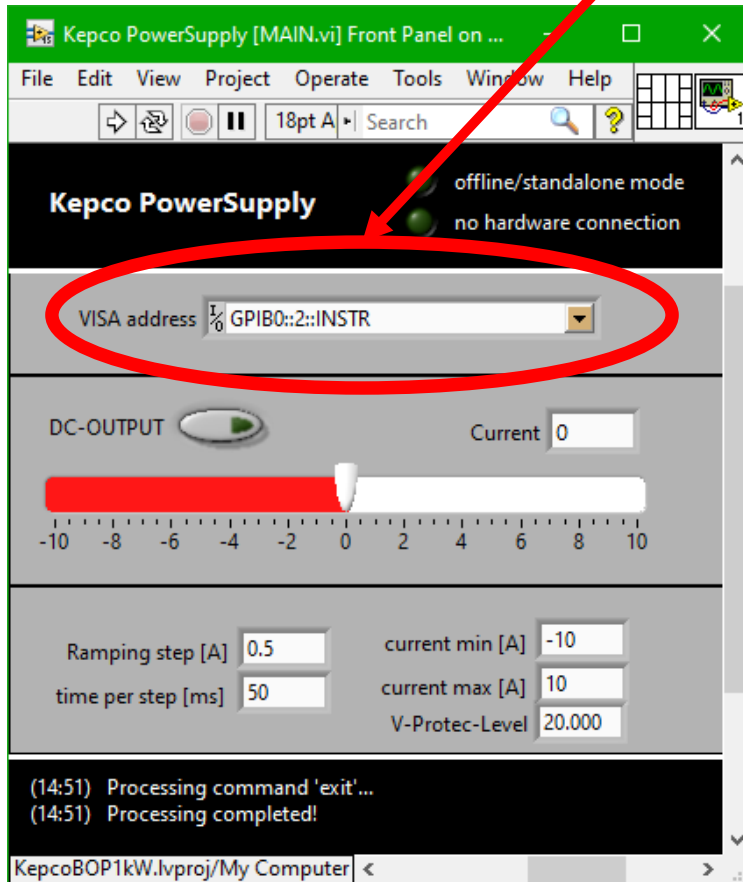 Kepco PowerSupply [MAIN.vi] Front Panel on ...
File Edit View Project Operate Tools Window Help
18pt A Search
offline/standalone mode
Kepco PowerSupply
no hardware connection
VISA address I/O GPIB0::2::INSTR
DC-OUTPUT Current 0
-10 -8 -6 -4 -2 0 2 4 6 8 10
Ramping step [A] 0.5 current min [A] -10
time per step [ms] 50 current max [A] 10
V-Protec-Level 20.000
(14:51) Processing command 'exit'...
(14:51) Processing completed!
KepcoBOP1kW.lvproj/My Computer